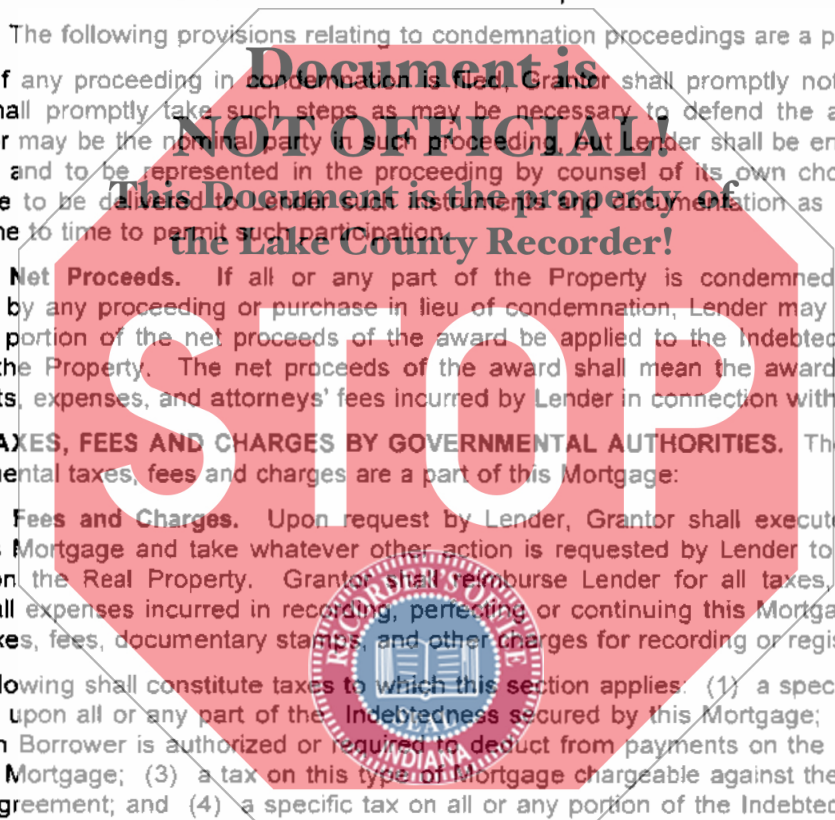 The following provisions relating to condemnation proceedings are a p
Document is
f any proceeding in condemnation is filed, Grantor shall promptly not
hall promptly take such steps as may be necessary to defend the a
NOT OFFICIAL!
r may be the nominal party in such proceeding, but Lender shall be en
and to be represented in the proceeding by counsel of its own cho
This Document is the property of
e to be delivered to Lender such instruments and documentation as
ne to time to permit such participation.
the Lake County Recorder!
Net Proceeds. If all or any part of the Property is condemned
by any proceeding or purchase in lieu of condemnation, Lender may
portion of the net proceeds of the award be applied to the Indebted
the Property. The net proceeds of the award shall mean the award
ts, expenses, and attorneys' fees incurred by Lender in connection with
STOP
AXES, FEES AND CHARGES BY GOVERNMENTAL AUTHORITIES. The
ental taxes, fees and charges are a part of this Mortgage:
Fees and Charges. Upon request by Lender, Grantor shall execute
s Mortgage and take whatever other action is requested by Lender to
on the Real Property. Grantor shall reimburse Lender for all taxes,
all expenses incurred in recording, perfecting or continuing this Mortga
xes, fees, documentary stamps, and other charges for recording or regis
RECORDER'S OFFICE
lowing shall constitute taxes to which this section applies: (1) a spec
upon all or any part of the Indebtedness secured by this Mortgage;
SEAL
n Borrower is authorized or required to deduct from payments on the
INDIANA
Mortgage; (3) a tax on this type of Mortgage chargeable against the
greement; and (4) a specific tax on all or any portion of the Indebted